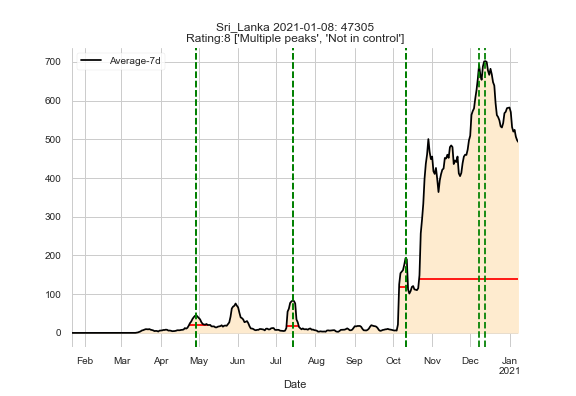 Sri_Lanka 2021-01-08: 47305
Rating:8 ['Multiple peaks', 'Not in control']
Average-7d
700
600
500
400
300
200
100
0
Feb Mar Apr May Jun Jul Aug Sep Oct Nov Dec Jan
2021
Date